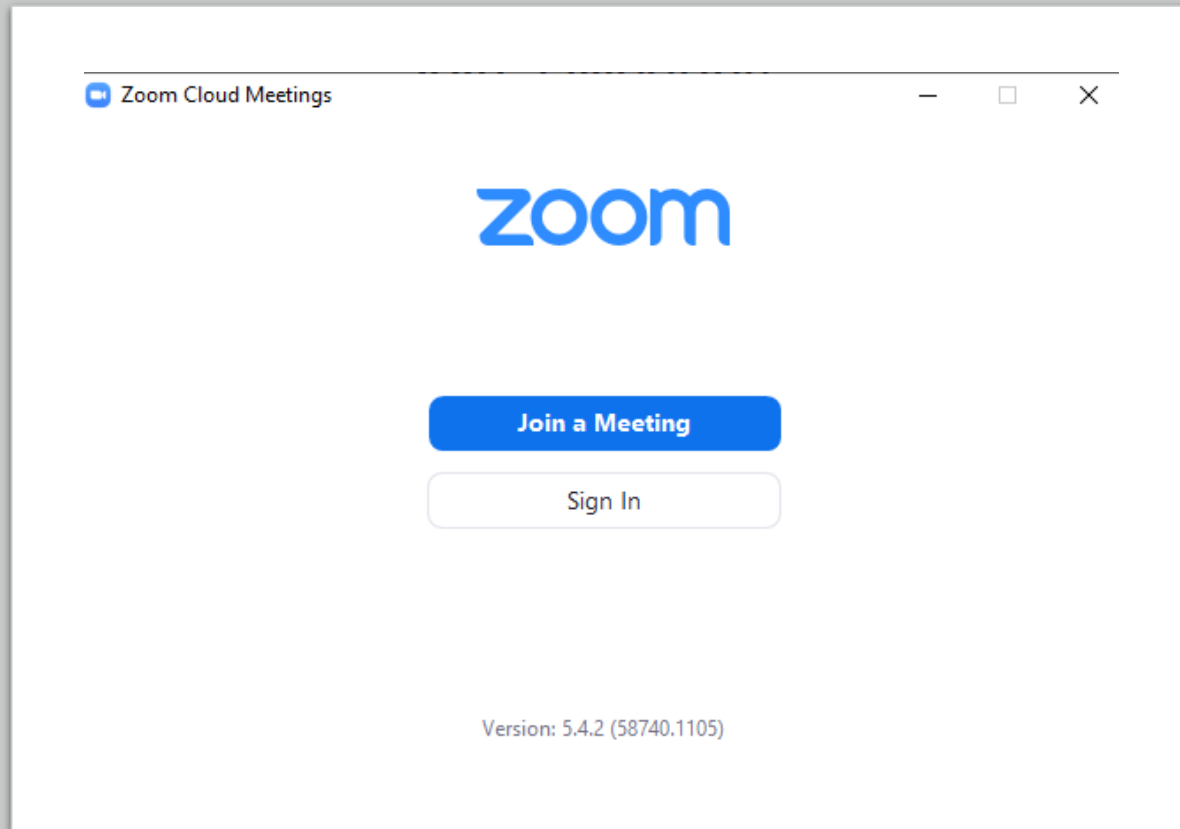 Zoom Cloud Meetings
zoom
Join a Meeting
Sign In
Version: 5.4.2 (58740.1105)